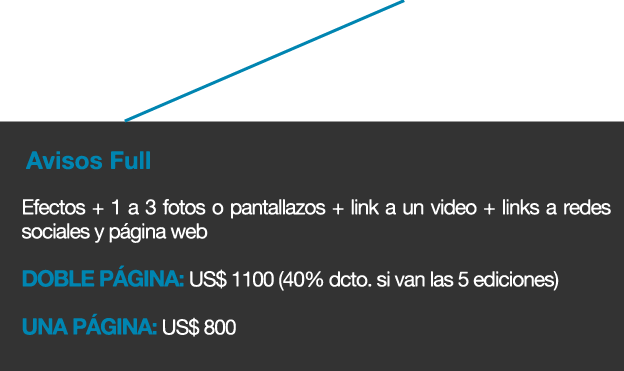 Avisos Full
Efectos + 1 a 3 fotos o pantallazos + link a un video + links a redes
sociales y página web
DOBLE PÁGINA: US$ 1100 (40% dcto. si van las 5 ediciones)
UNA PÁGINA: US$ 800